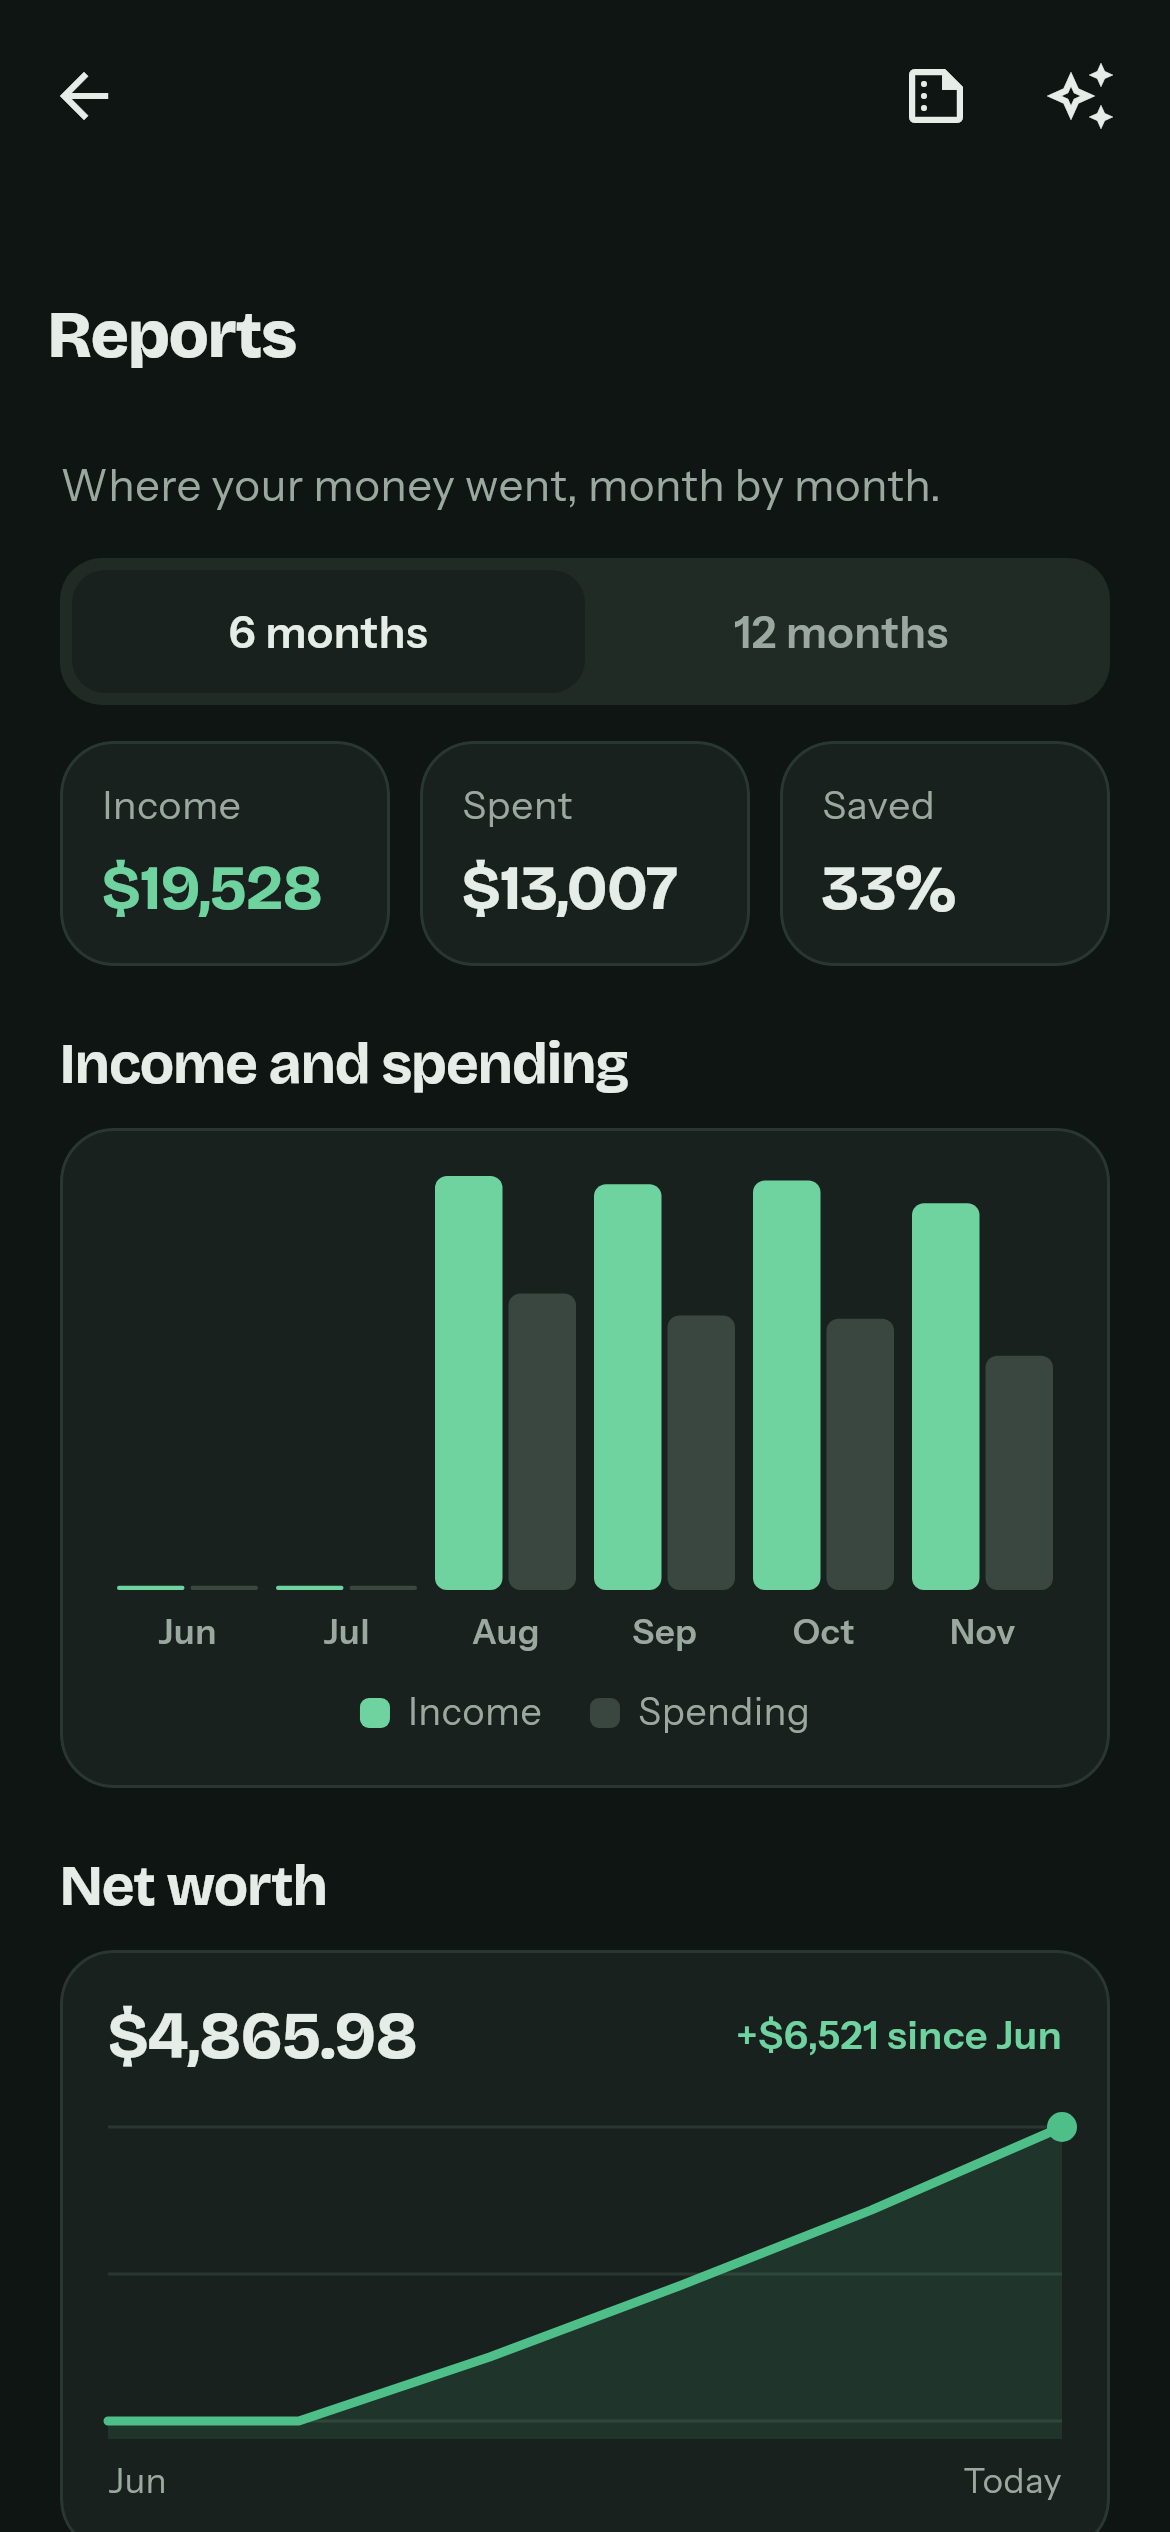 Reports
Where your money went, month by month.
6 months
12 months
Income
Spent
Saved
$19,528
$13,007
33%
Income and spending
Jun
Jul
Aug
Sep
Oct
Nov
Income
Spending
Net worth
$4,865.98
+$6,521 since Jun
Jun
Today